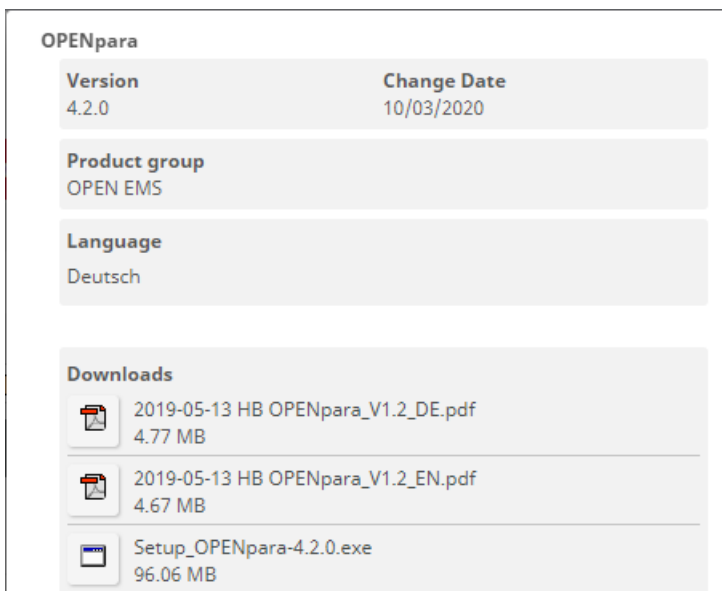 OPENpara
Version
Change Date
4.2.0
10/03/2020
Product group
OPEN EMS
Language
Deutsch
Downloads
2019-05-13 HB OPENpara_V1.2_DE.pdf
4.77 MB
2019-05-13 HB OPENpara_V1.2_EN.pdf
4.67 MB
Setup_OPENpara-4.2.0.exe
96.06 MB